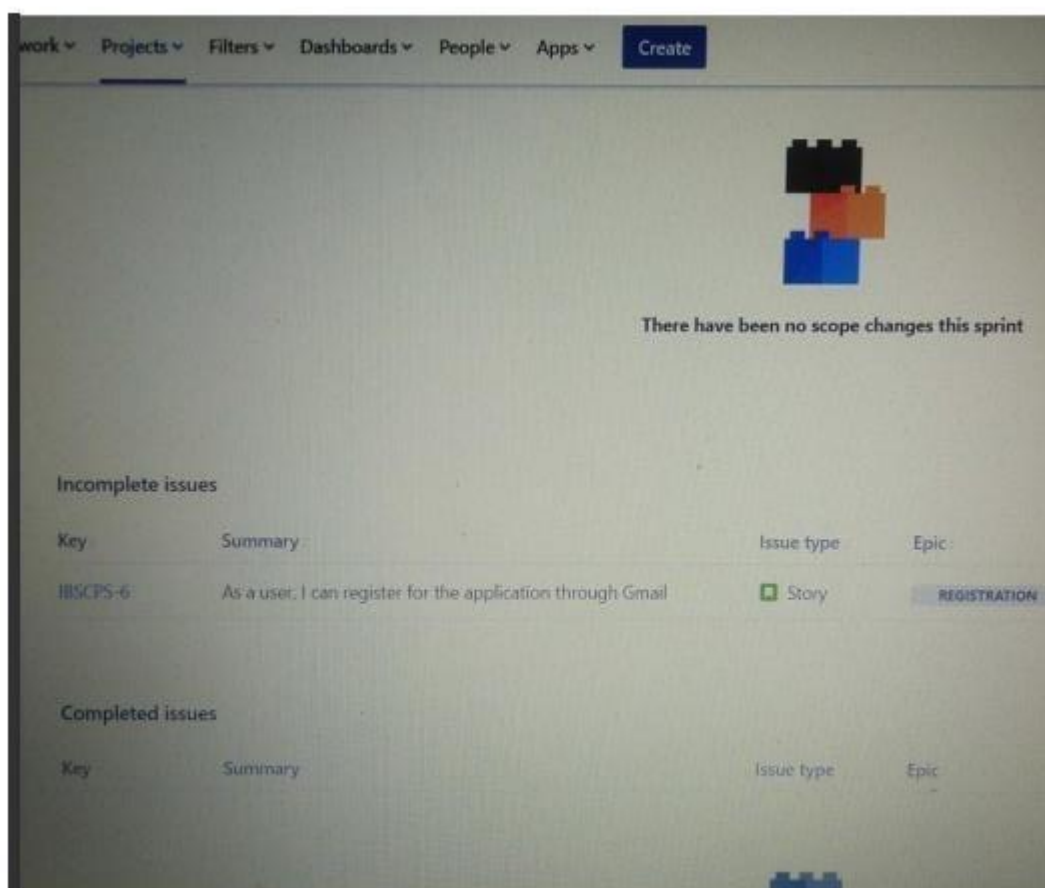 work Projects Filters Dashboards People Apps Create
There have been no scope changes this sprint
Incomplete issues
Key Summary Issue type Epic
IBSCPS-6 As a user, I can register for the application through Gmail Story REGISTRATION
Completed issues
Key Summary Issue type Epic